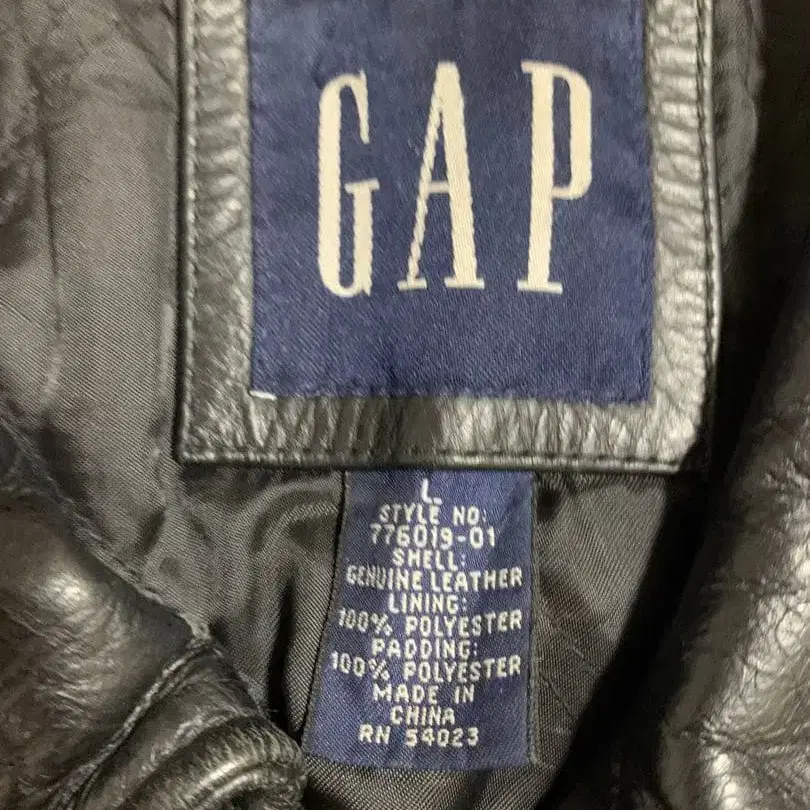 GAP
L
STYLE NO:
776019-01
SHELL:
GENUINE LEATHER
LINING:
100% POLYESTER
PADDING:
100% POLYESTER
MADE IN
CHINA
RN 54023